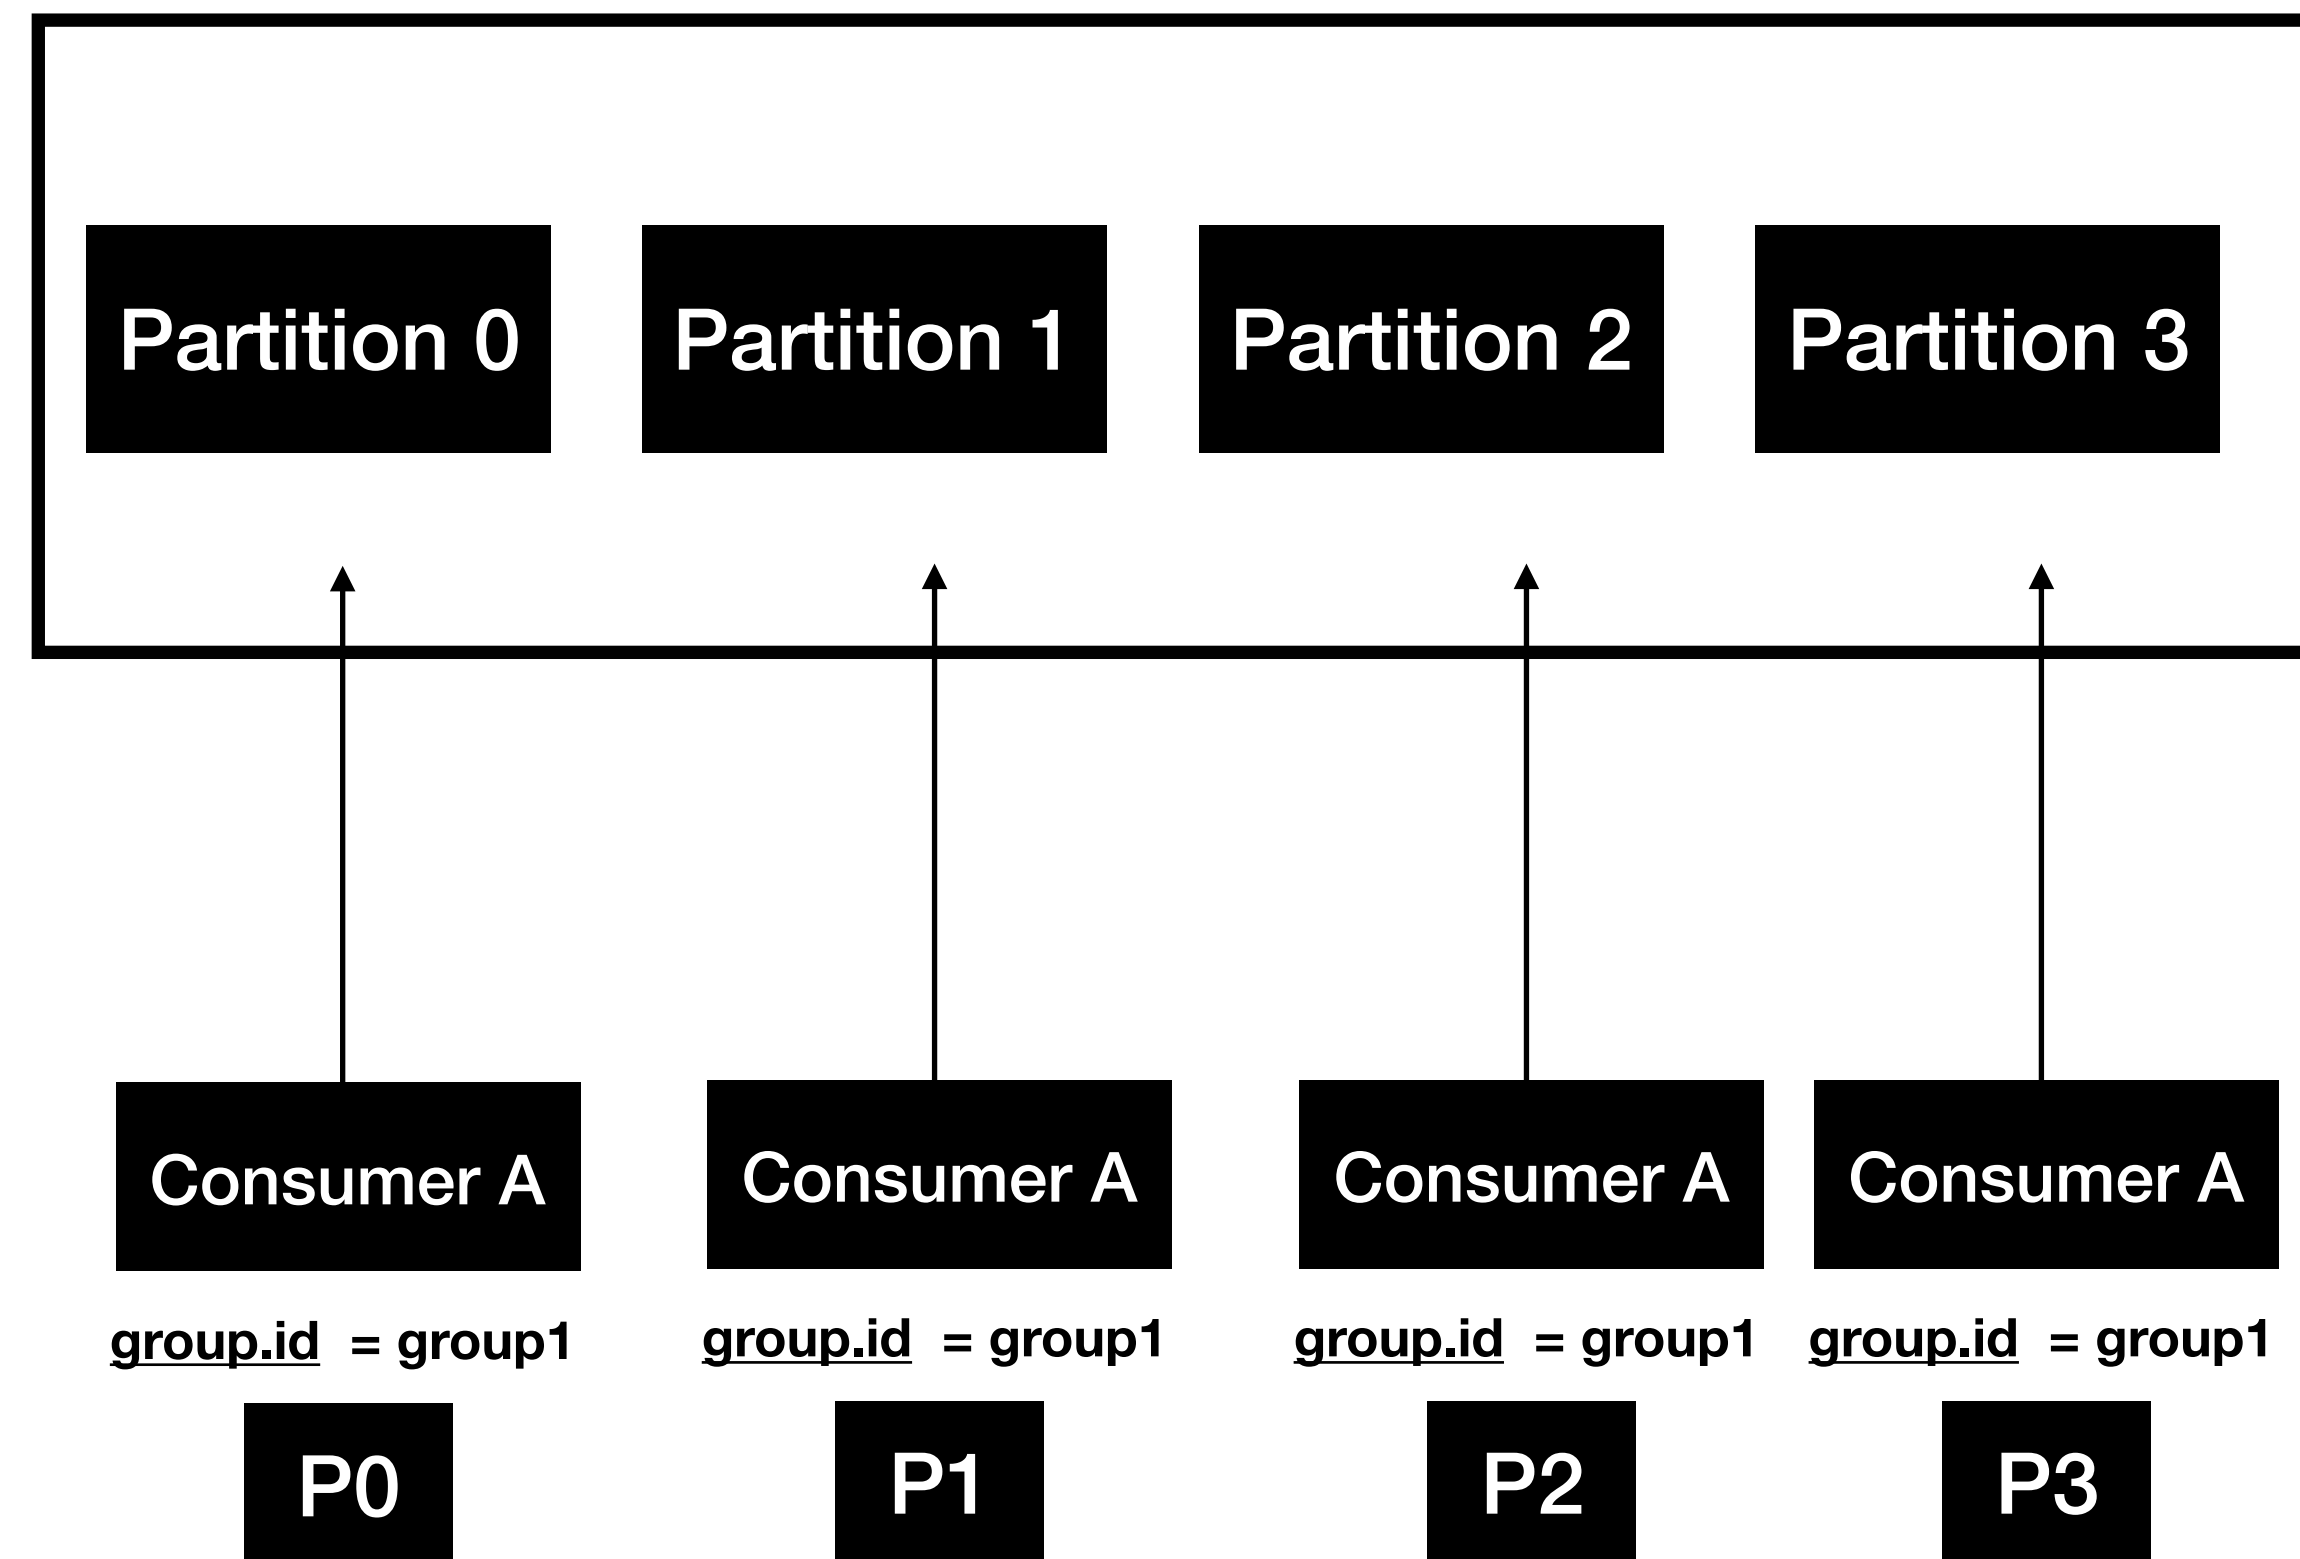 Partition 0
Partition 1
Partition 2
Partition 3
Consumer A
Consumer A
Consumer A
Consumer A
group.id = group1
group.id = group1
group.id = group1
group.id = group1
P0
P1
P2
P3